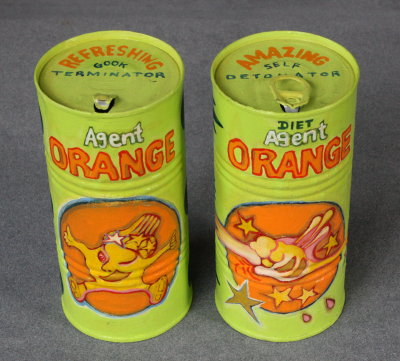 REFRESHING
GOOK
TERMINATOR
Agent
ORANGE
AMAZING
SELF
DETONATOR
DIET
Agent
ORANGE